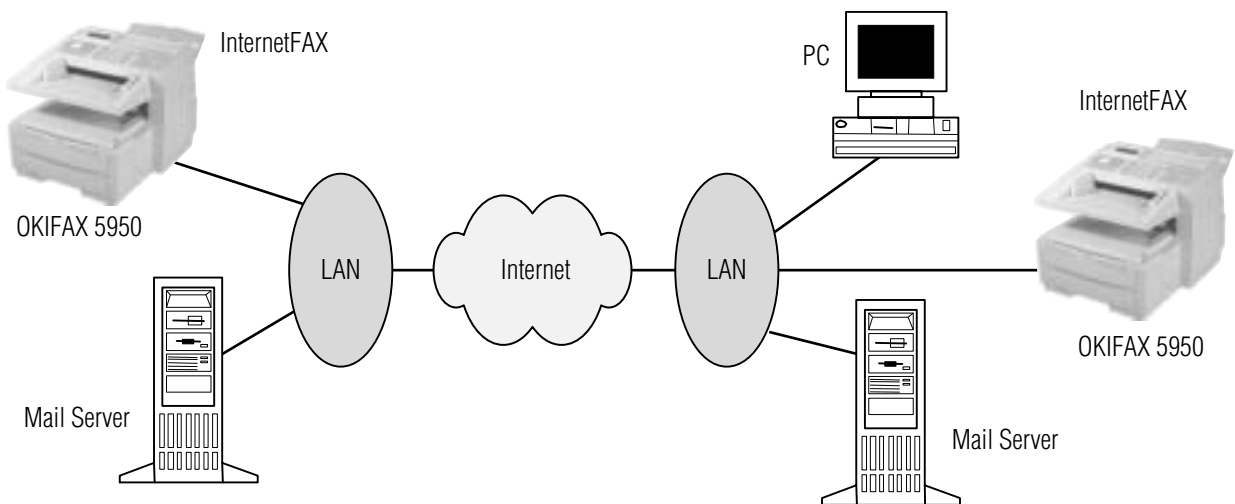 InternetFAX
PC
InternetFAX
OKIFAX 5950
LAN
Internet
LAN
OKIFAX 5950
Mail Server
Mail Server